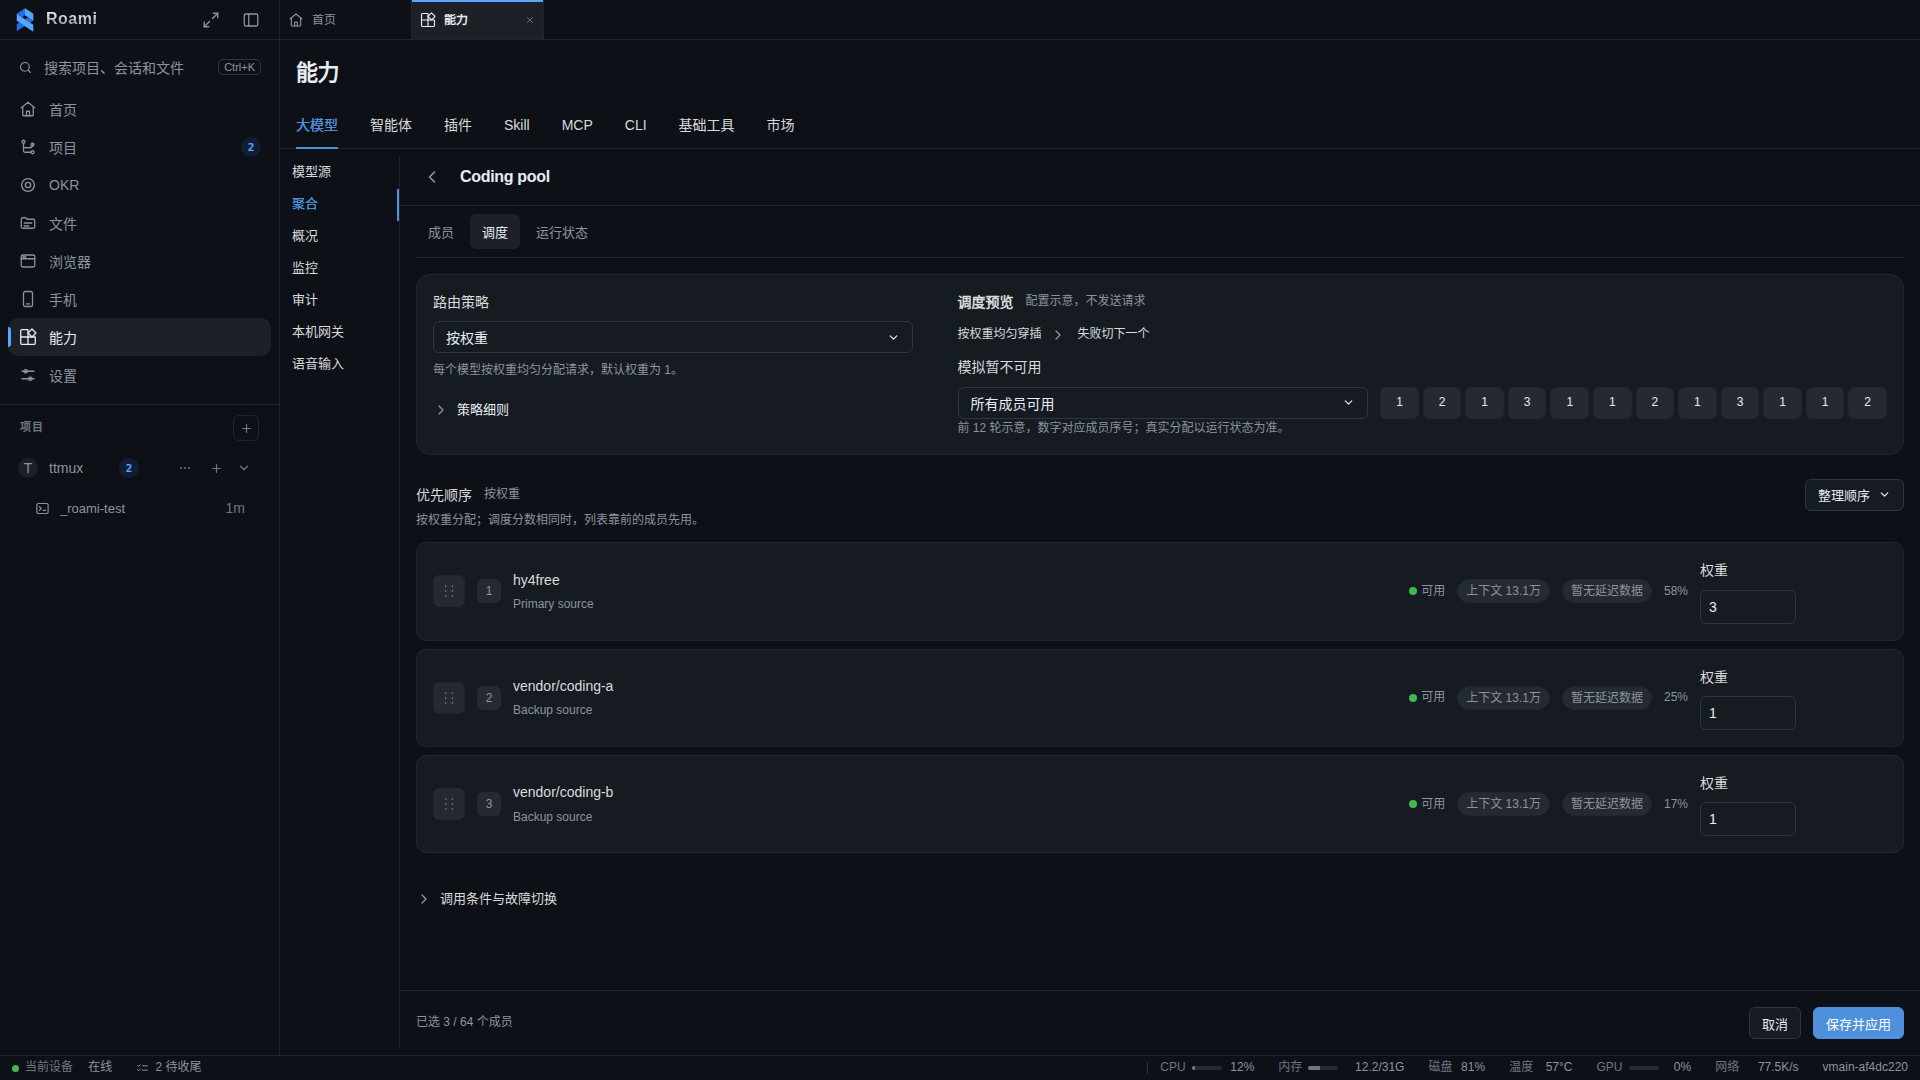 Roami
首页
能力
搜索项目、会话和文件
Ctrl+K
首页
项目
2
OKR
文件
浏览器
手机
能力
设置
项目
T
ttmux
2
_roami-test
1m
能力
大模型
智能体
插件
Skill
MCP
CLI
基础工具
市场
模型源
聚合
概况
监控
审计
本机网关
语音输入
Coding pool
成员
调度
运行状态
路由策略
按权重
每个模型按权重均匀分配请求，默认权重为 1。
策略细则
调度预览
配置示意，不发送请求
按权重均匀穿插
失败切下一个
模拟暂不可用
所有成员可用
1 2 1 3 1 1 2 1 3 1 1 2
前 12 轮示意，数字对应成员序号；真实分配以运行状态为准。
优先顺序
按权重
整理顺序
按权重分配；调度分数相同时，列表靠前的成员先用。
1
hy4free
Primary source
可用
上下文 13.1万
暂无延迟数据
58%
权重
3
2
vendor/coding-a
Backup source
可用
上下文 13.1万
暂无延迟数据
25%
权重
1
3
vendor/coding-b
Backup source
可用
上下文 13.1万
暂无延迟数据
17%
权重
1
调用条件与故障切换
已选 3 / 64 个成员
取消
保存并应用
当前设备
在线
2 待收尾
CPU
12%
内存
12.2/31G
磁盘
81%
温度
57°C
GPU
0%
网络
77.5K/s
vmain-af4dc220